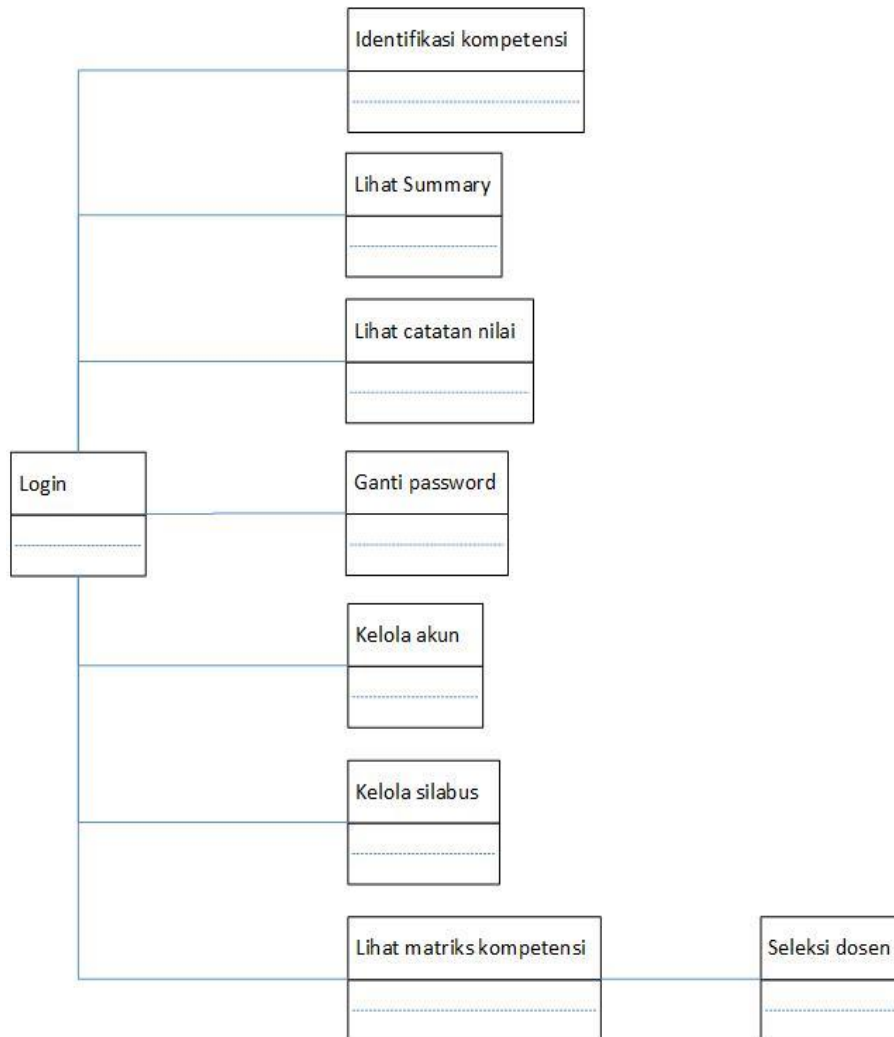 Identifikasi kompetensi
Lihat Summary
Lihat catatan nilai
Login
Ganti password
Kelola akun
Kelola silabus
Lihat matriks kompetensi
Seleksi dosen